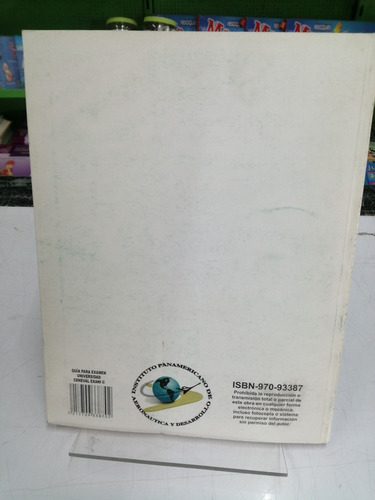 GUÍA PARA EXAMEN
UNIVERSIDAD
CENEVAL EXANI II
INSTITUTO PANAMERICANO DE
AERONAUTICA Y DESARROLLO
ISBN-970-93387
Prohibida la reproducción o
transmisión total o parcial de
esta obra en cualquier forma
electrónica o mecánica
incluso fotocopia o sistema
para recuperar información
sin permiso del autor.